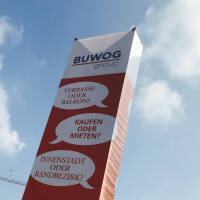 BUWOG
group
TERRASSE
ODER
BALKON?
KAUFEN
ODER
MIETEN?
INNENSTADT
ODER
RANDBEZIRK?